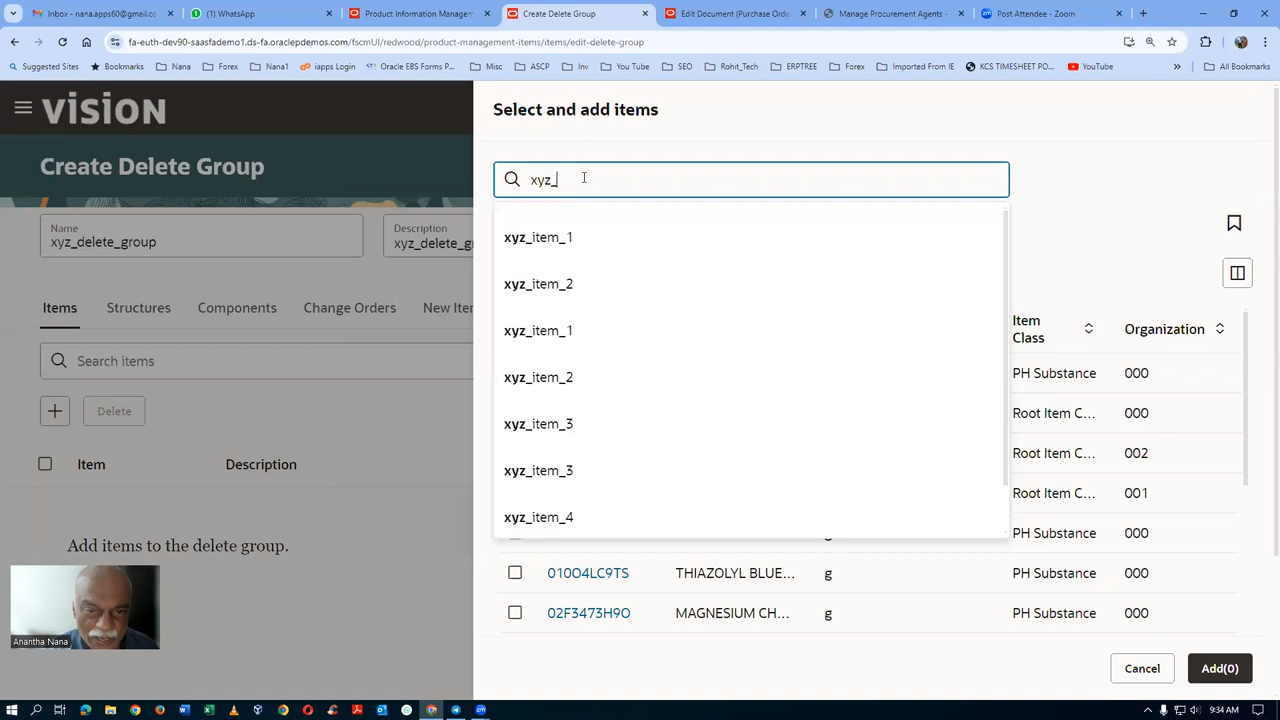 Inbox - nana.apps60@gmail.co
(1) WhatsApp
Product Information Managem
Create Delete Group
Edit Document (Purchase Orde
Manage Procurement Agents -
Post Attendee - Zoom
fa-euth-dev90-saasfademo1.ds-fa.oraclepdemos.com/fscmUI/redwood/product-management-items/items/edit-delete-group
Suggested Sites
Bookmarks
Nana
Forex
Nana1
iapps Login
Oracle EBS Forms P...
Misc
ASCP
Inv
You Tube
SEO
Rohit_Tech
ERPTREE
Forex
Imported From IE
KCS TIMESHEET PO...
YouTube
All Bookmarks
VISION
Create Delete Group
Name
xyz_delete_group
Description
xyz_delete_gr
Items
Structures
Components
Change Orders
New Iter
Search items
Delete
Item
Description
Add items to the delete group.
Anantha Nana
Select and add items
xyz_
xyz_item_1
xyz_item_2
xyz_item_1
xyz_item_2
xyz_item_3
xyz_item_3
xyz_item_4
Item Class
Organization
PH Substance 000
Root Item C... 000
Root Item C... 002
Root Item C... 001
g PH Substance 000
010O4LC9TS THIAZOLYL BLUE... g PH Substance 000
02F3473H9O MAGNESIUM CH... g PH Substance 000
Cancel
Add(0)
9:34 AM